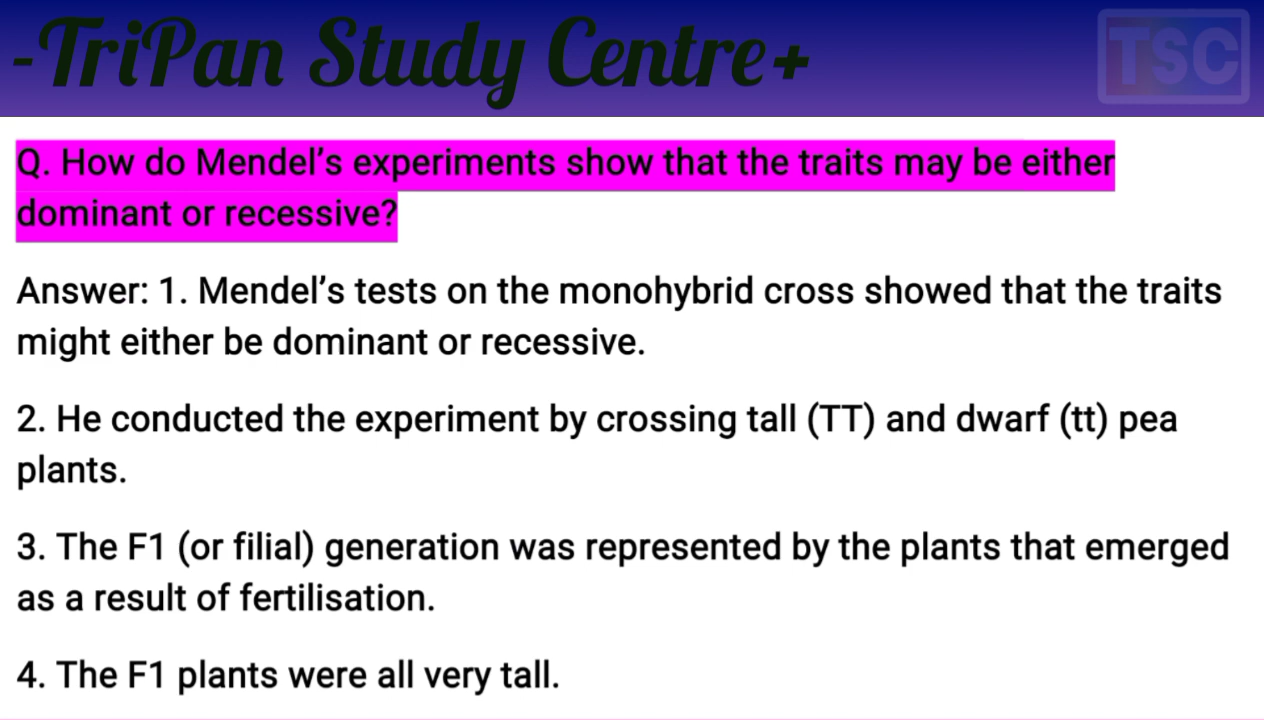 -TriPan Study Centre+
TSC
Q. How do Mendel’s experiments show that the traits may be either
dominant or recessive?
Answer: 1. Mendel’s tests on the monohybrid cross showed that the traits
might either be dominant or recessive.
2. He conducted the experiment by crossing tall (TT) and dwarf (tt) pea
plants.
3. The F1 (or filial) generation was represented by the plants that emerged
as a result of fertilisation.
4. The F1 plants were all very tall.